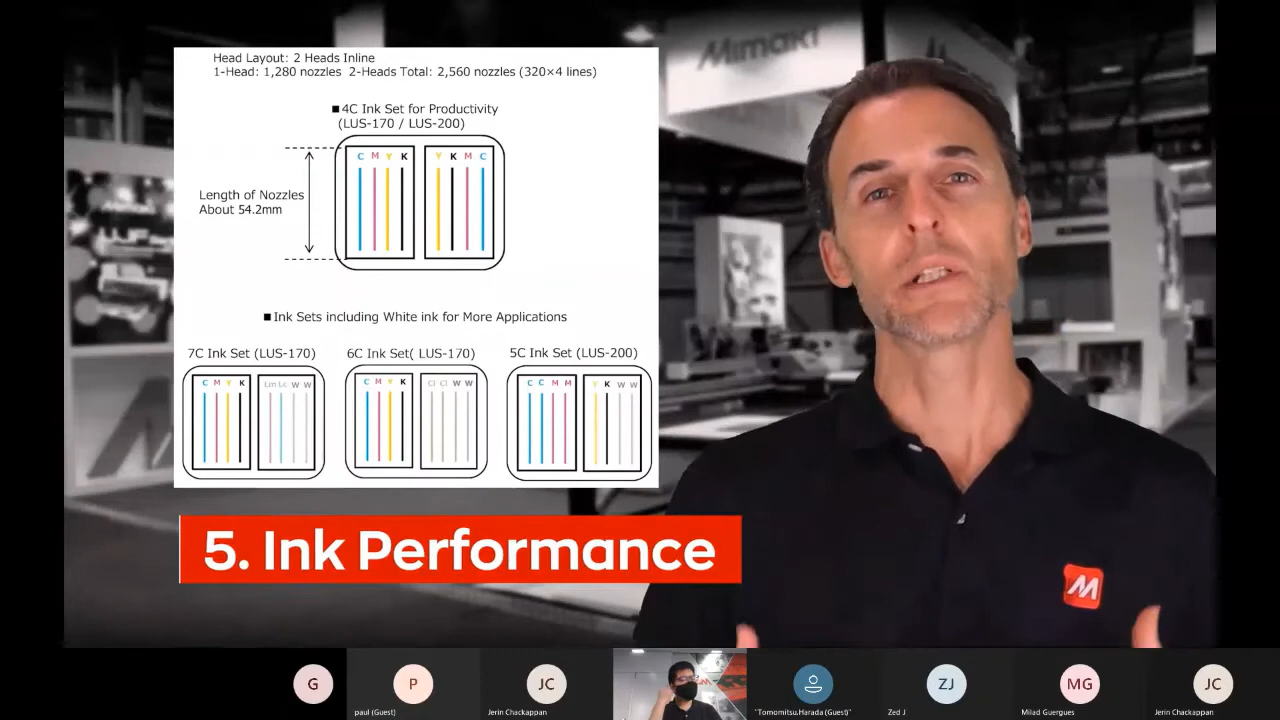 Mimaki
Head Layout: 2 Heads Inline
1-Head: 1,280 nozzles 2-Heads Total: 2,560 nozzles (320×4 lines)
■4C Ink Set for Productivity
(LUS-170 / LUS-200)
C M Y K Y K M C
Length of Nozzles
About 54.2mm
■Ink Sets including White ink for More Applications
7C Ink Set (LUS-170)
C M Y K Lm Lc W W
6C Ink Set( LUS-170)
C M Y K Cl Cl W W
5C Ink Set (LUS-200)
C C M M Y K W W
5. Ink Performance
M
G
P
paul (Guest)
JC
Jerin Chackappan
"Tomomitsu.Harada (Guest)"
ZJ
Zed J
MG
Milad Guergues
JC
Jerin Chackappan